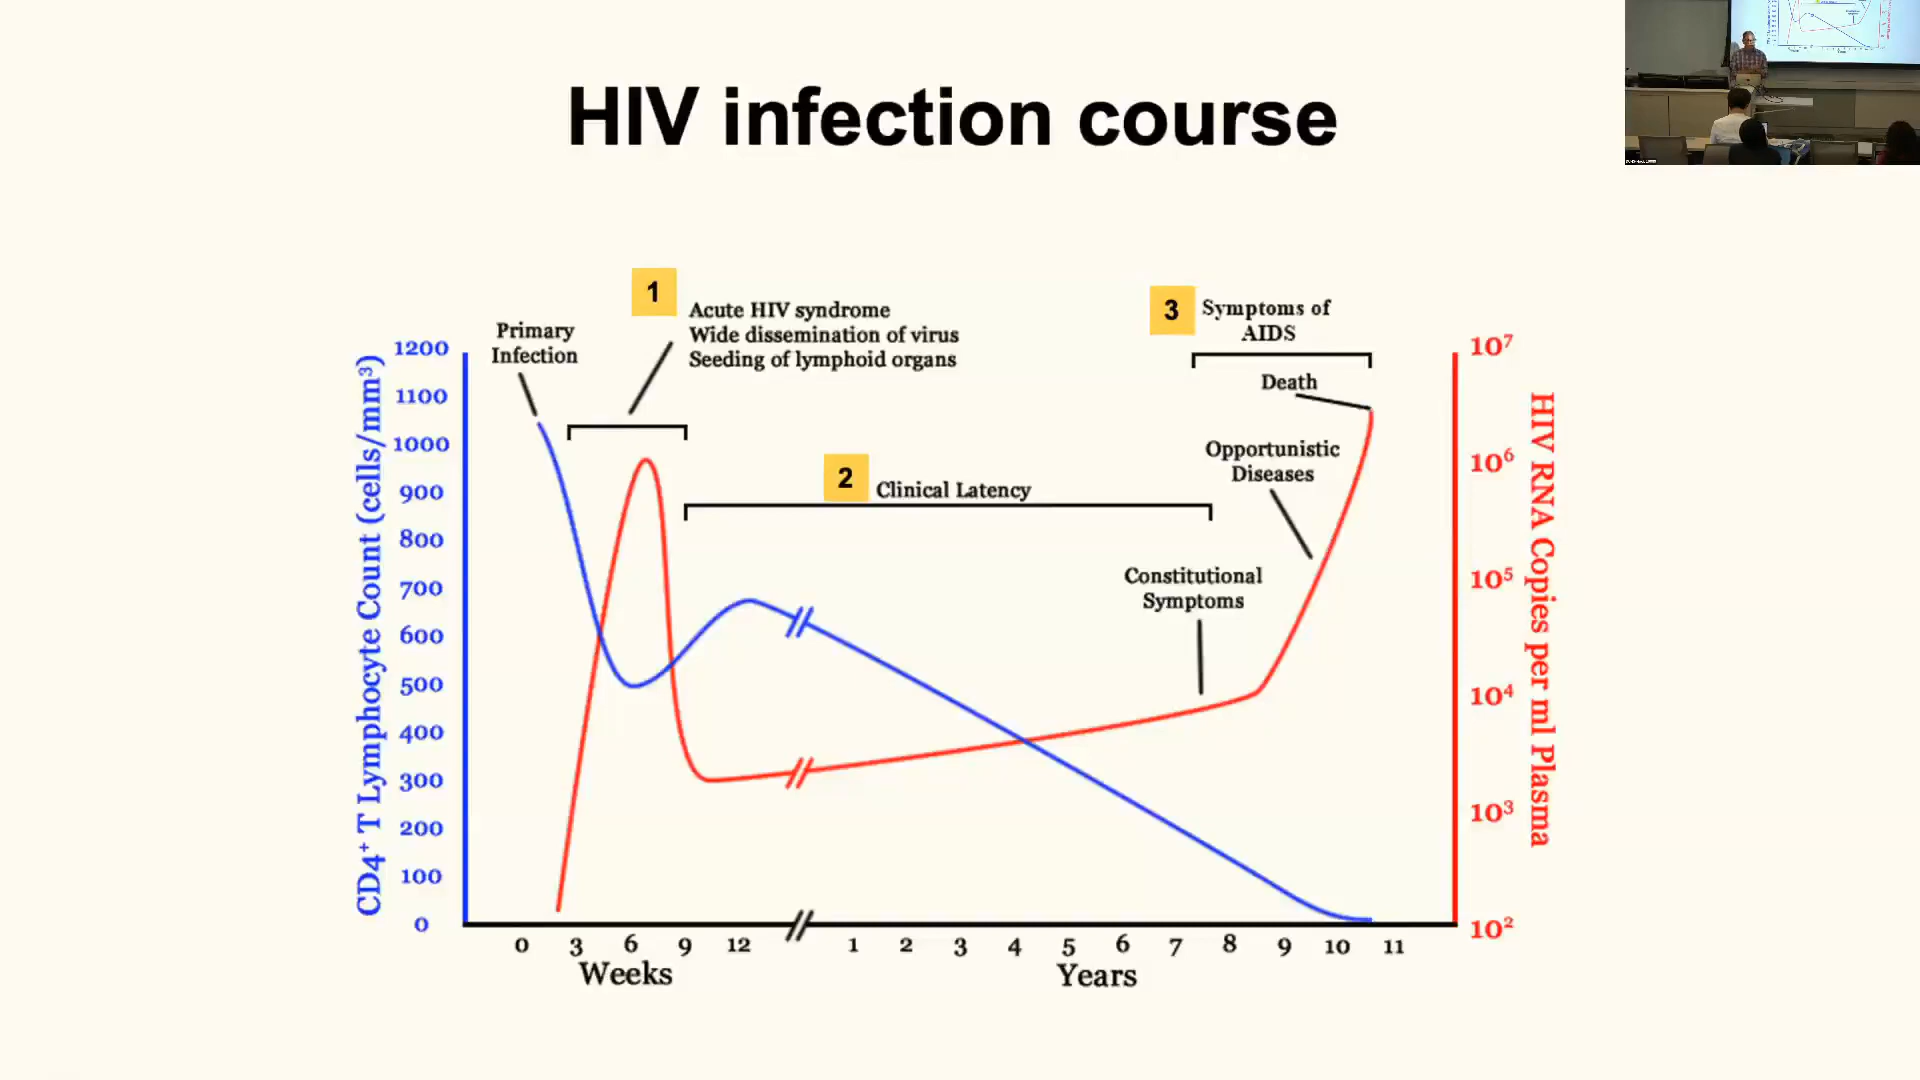 HIV infection course
1
Acute HIV syndrome
Wide dissemination of virus
Seeding of lymphoid organs
3
Symptoms of
AIDS
Primary
Infection
Death
Opportunistic
Diseases
2
Clinical Latency
Constitutional
Symptoms
CD4⁺ T Lymphocyte Count (cells/mm³)
1200
1100
1000
900
800
700
600
500
400
300
200
100
0
10⁷
10⁶
10⁵
10⁴
10³
10²
HIV RNA Copies per ml Plasma
0 3 6 9 12 1 2 3 4 5 6 7 8 9 10 11
Weeks Years